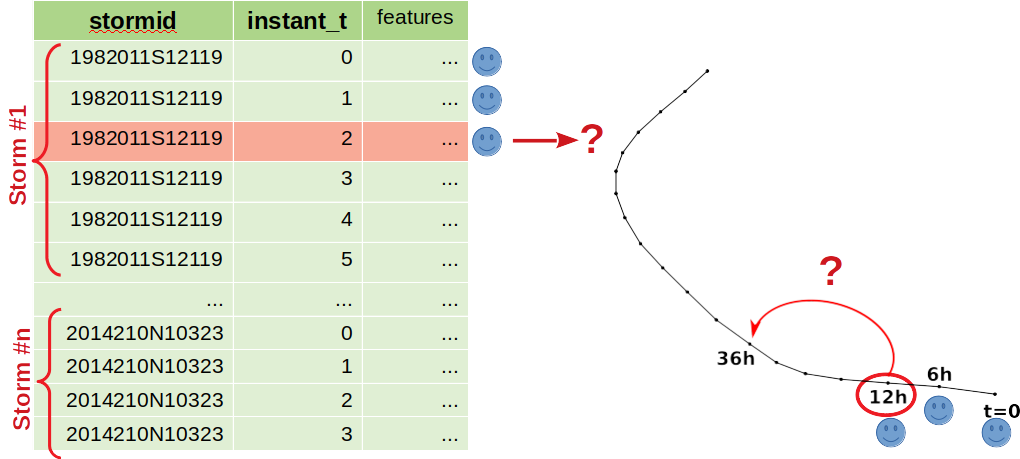 stormid instant_t features
1982011S12119 0 ...
1982011S12119 1 ...
1982011S12119 2 ... ?
1982011S12119 3 ...
1982011S12119 4 ...
1982011S12119 5 ...
... ... ...
2014210N10323 0 ...
2014210N10323 1 ...
2014210N10323 2 ...
2014210N10323 3 ...
Storm #1
Storm #n
?
36h
6h
12h
t=0